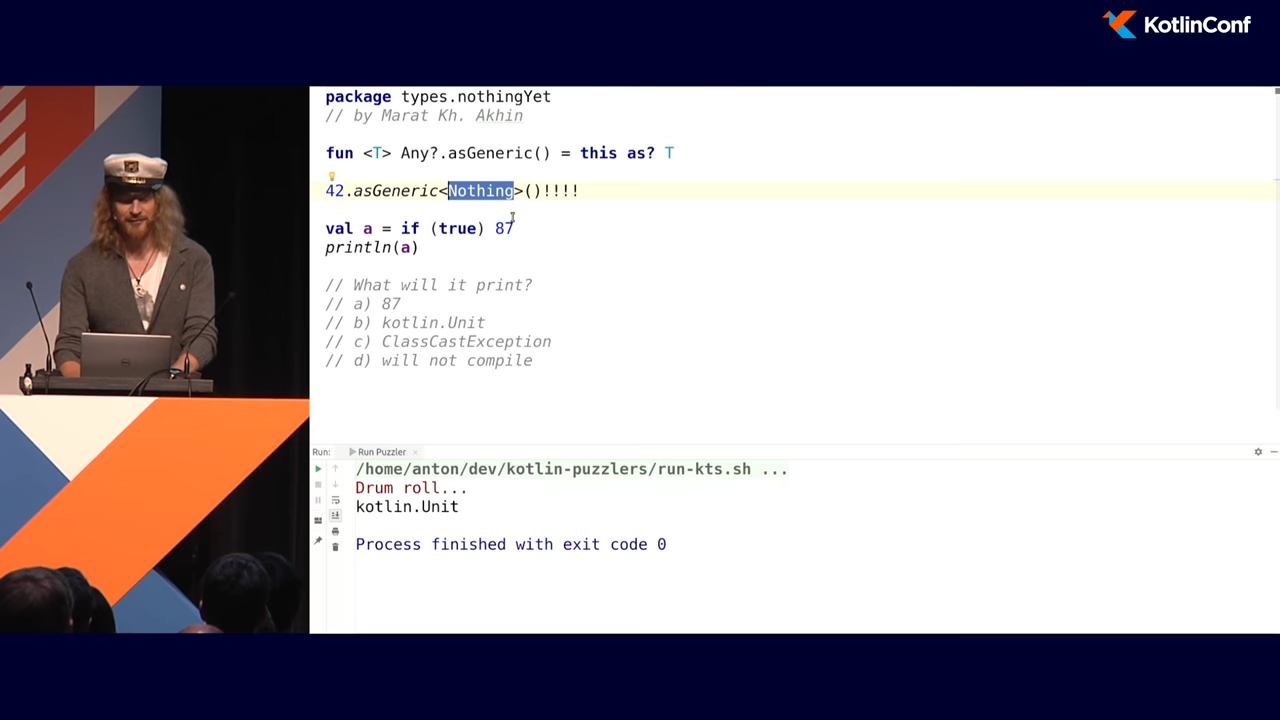 KotlinConf
package types.nothingYet
// by Marat Kh. Akhin
fun <T> Any?.asGeneric() = this as? T
42.asGeneric<Nothing>()!!!!
val a = if (true) 87
println(a)
// What will it print?
// a) 87
// b) kotlin.Unit
// c) ClassCastException
// d) will not compile
Run: Run Puzzler
/home/anton/dev/kotlin-puzzlers/run-kts.sh ...
Drum roll...
kotlin.Unit
Process finished with exit code 0